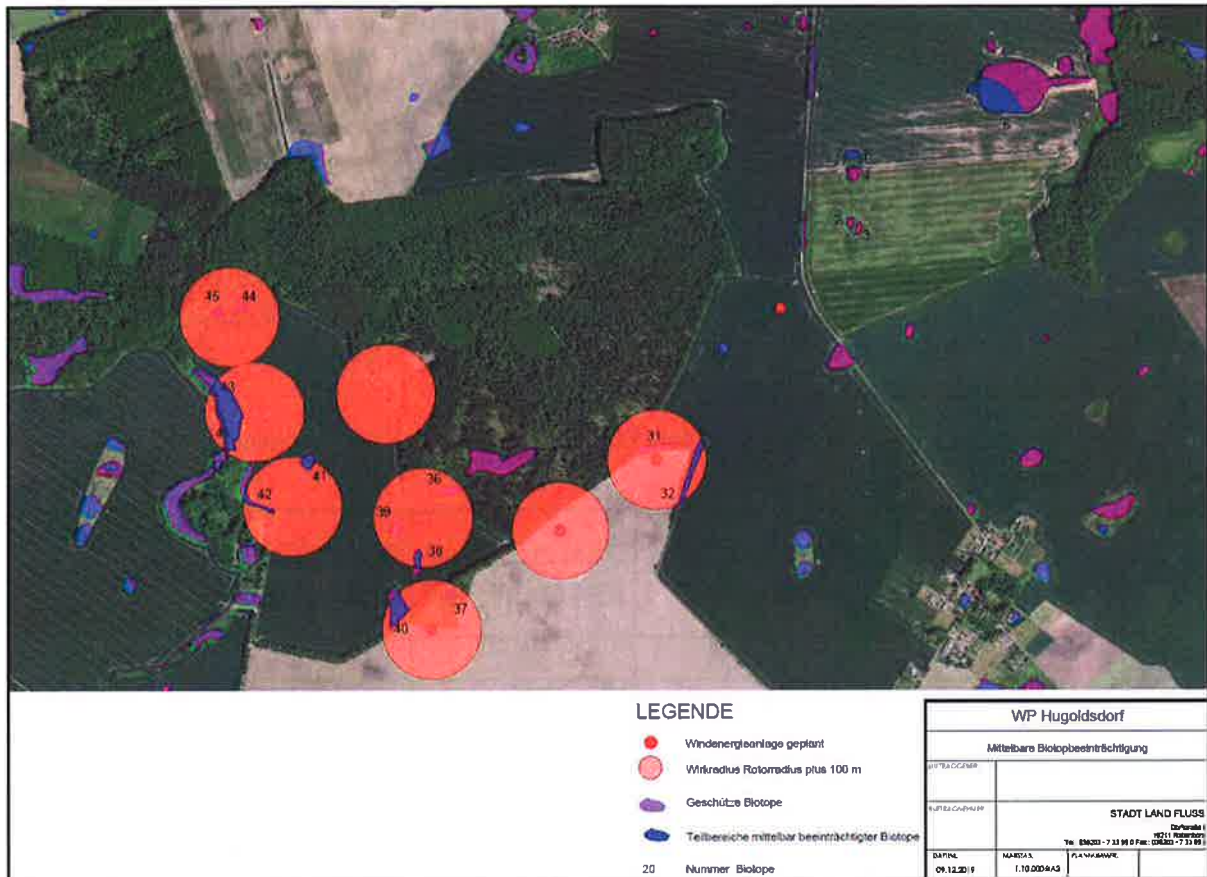 45 44
43
41
42
36
39
38
37
40
31
32
LEGENDE
Windenergieanlage geplant
Wirkradius Rotorradius plus 100 m
Geschütze Biotope
Teilbereiche mittelbar beeinträchtigter Biotope
20 Nummer Biotope
WP Hugoldsdorf
Mittelbare Biotopbeeinträchtigung
STADT LAND FLUSS
DATUM
09.12.2019